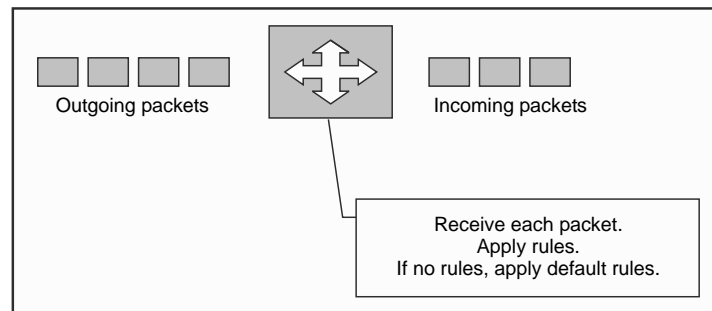 Outgoing packets
Incoming packets
Receive each packet.
Apply rules.
If no rules, apply default rules.